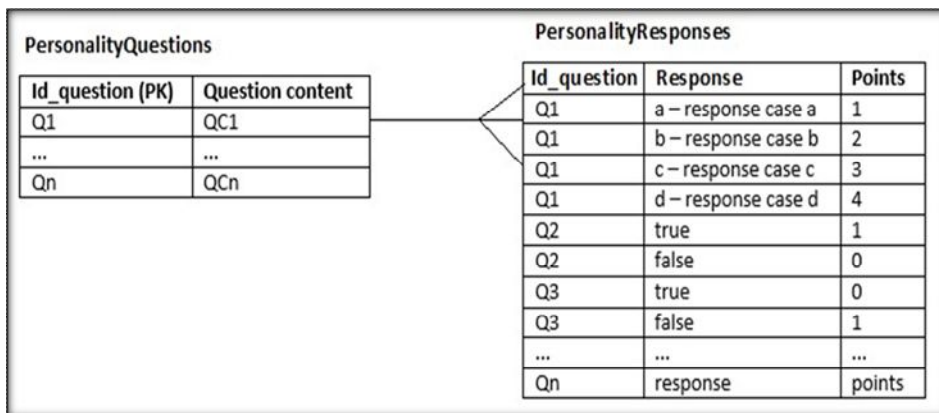 PersonalityQuestions
Id_question (PK) Question content
Q1 QC1
... ...
Qn QCn
PersonalityResponses
Id_question Response Points
Q1 a – response case a 1
Q1 b – response case b 2
Q1 c – response case c 3
Q1 d – response case d 4
Q2 true 1
Q2 false 0
Q3 true 0
Q3 false 1
... ... ...
Qn response points